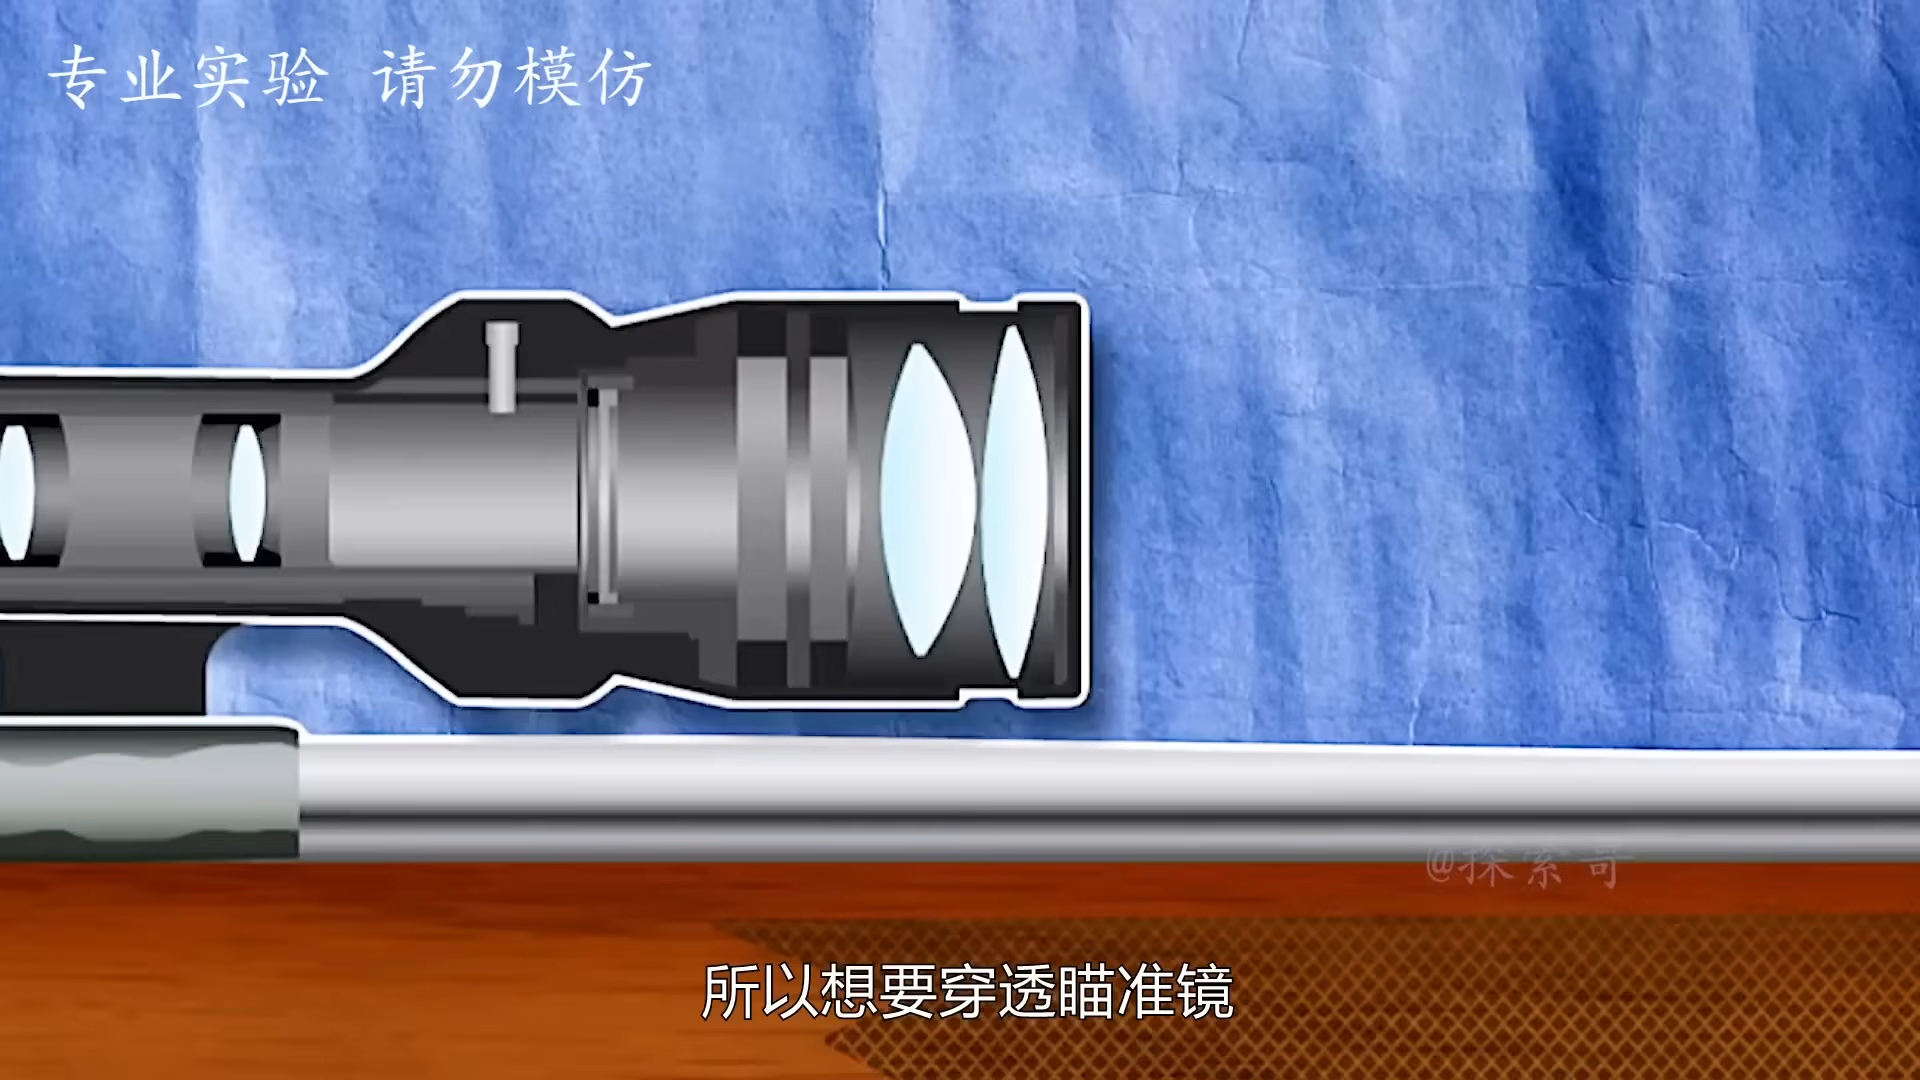 专业实验 请勿模仿
@探索哥
所以想要穿透瞄准镜